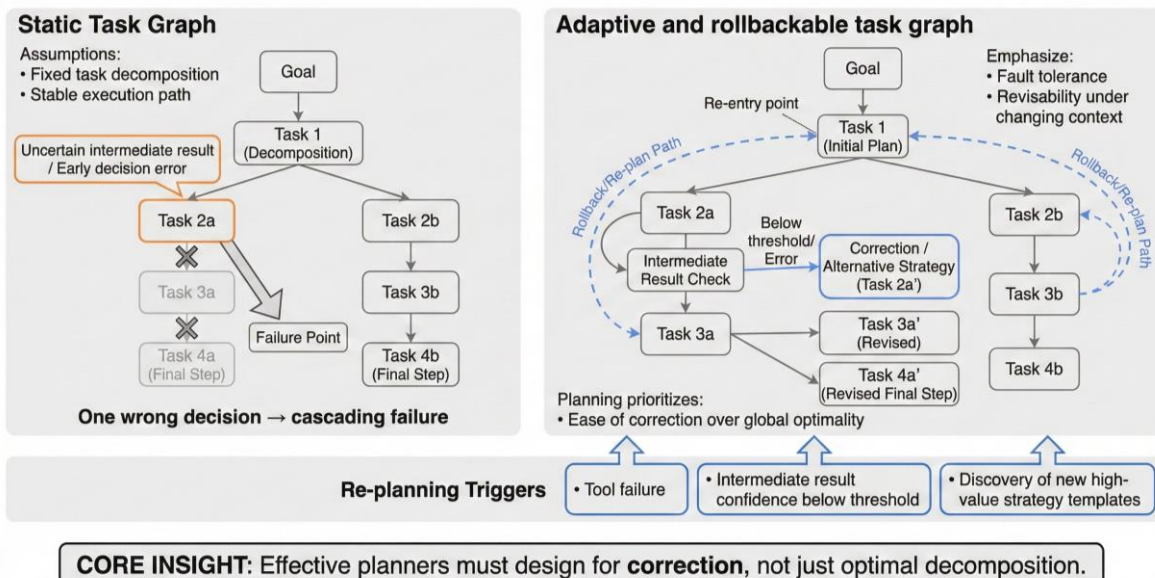 Static Task Graph
Assumptions:
• Fixed task decomposition
• Stable execution path
Goal
Task 1
(Decomposition)
Uncertain intermediate result
/ Early decision error
Task 2a
Task 2b
Task 3a
Task 3b
Failure Point
Task 4a
(Final Step)
Task 4b
(Final Step)
One wrong decision → cascading failure
Adaptive and rollbackable task graph
Emphasize:
• Fault tolerance
• Revisability under
changing context
Goal
Re-entry point
Task 1
(Initial Plan)
Rollback/Re-plan Path
Rollback/Re-plan Path
Task 2a
Task 2b
Below
threshold/
Error
Intermediate
Result Check
Correction /
Alternative Strategy
(Task 2a')
Task 3b
Task 3a
Task 3a'
(Revised)
Task 4a'
(Revised Final Step)
Task 4b
Planning prioritizes:
• Ease of correction over global optimality
Re-planning Triggers
• Tool failure
• Intermediate result
confidence below threshold
• Discovery of new high-
value strategy templates
CORE INSIGHT: Effective planners must design for correction, not just optimal decomposition.